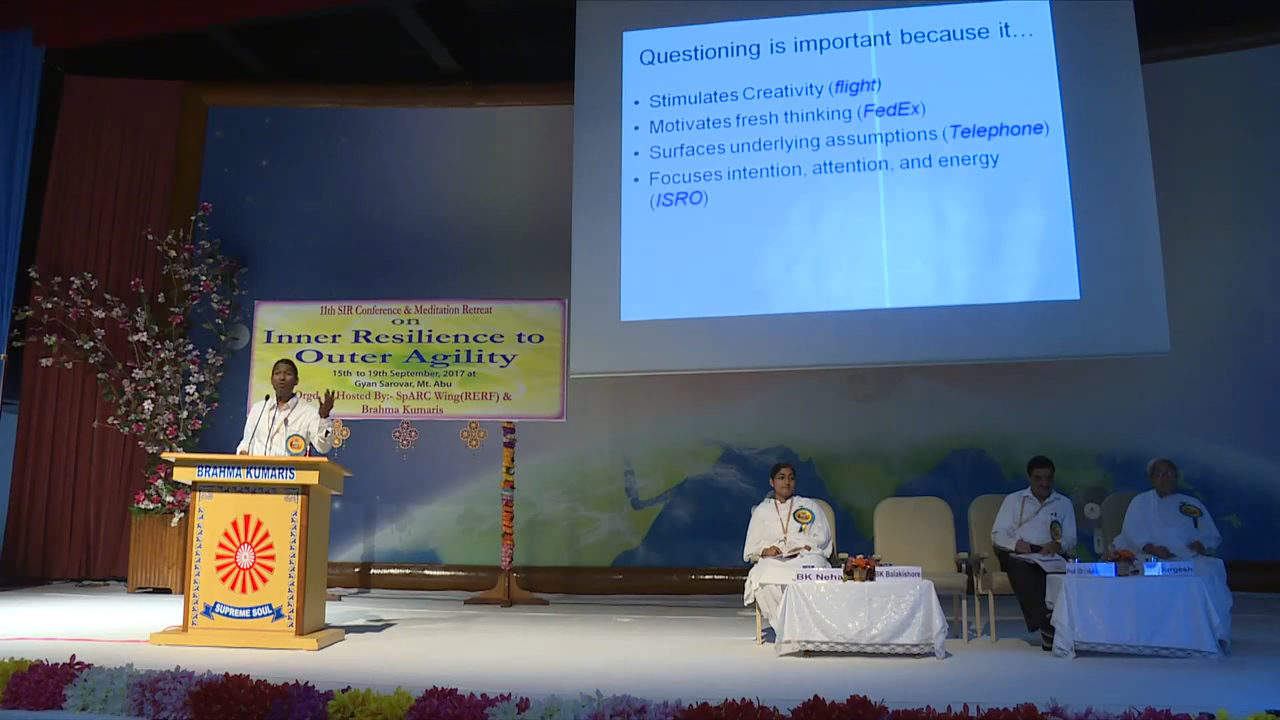 Questioning is important because it…
• Stimulates Creativity (flight)
• Motivates fresh thinking (FedEx)
• Surfaces underlying assumptions (Telephone)
• Focuses intention, attention, and energy
(ISRO)
11th SIR Conference & Meditation Retreat
on
Inner Resilience to
Outer Agility
15th to 19th September, 2017 at
Gyan Sarovar, Mt. Abu
Hosted By:- SpARC Wing(RERF) &
Brahma Kumaris
BRAHMA KUMARIS
SUPREME SOUL
BK Neha
BK Balakishore